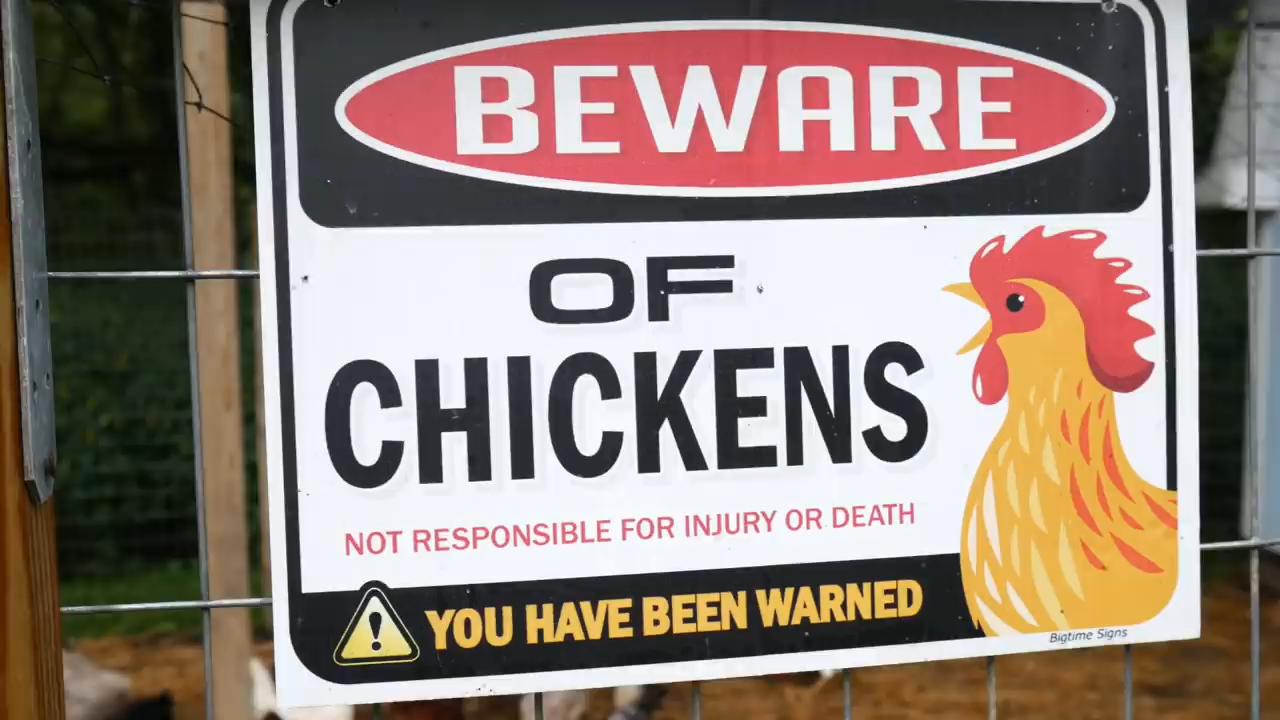 BEWARE
OF
CHICKENS
NOT RESPONSIBLE FOR INJURY OR DEATH
! YOU HAVE BEEN WARNED
Bigtime Signs